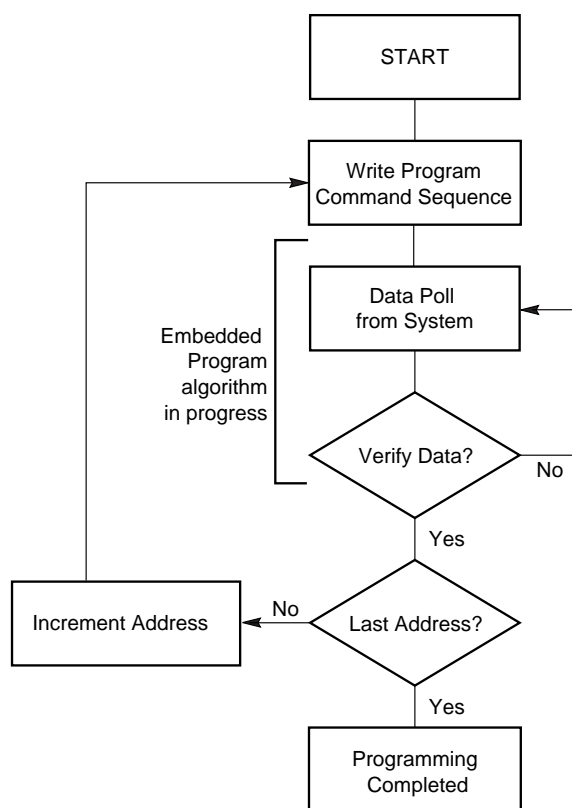 START
Write Program
Command Sequence
Data Poll
from System
Embedded
Program
algorithm
in progress
Verify Data?
No
Yes
Increment Address
No
Last Address?
Yes
Programming
Completed